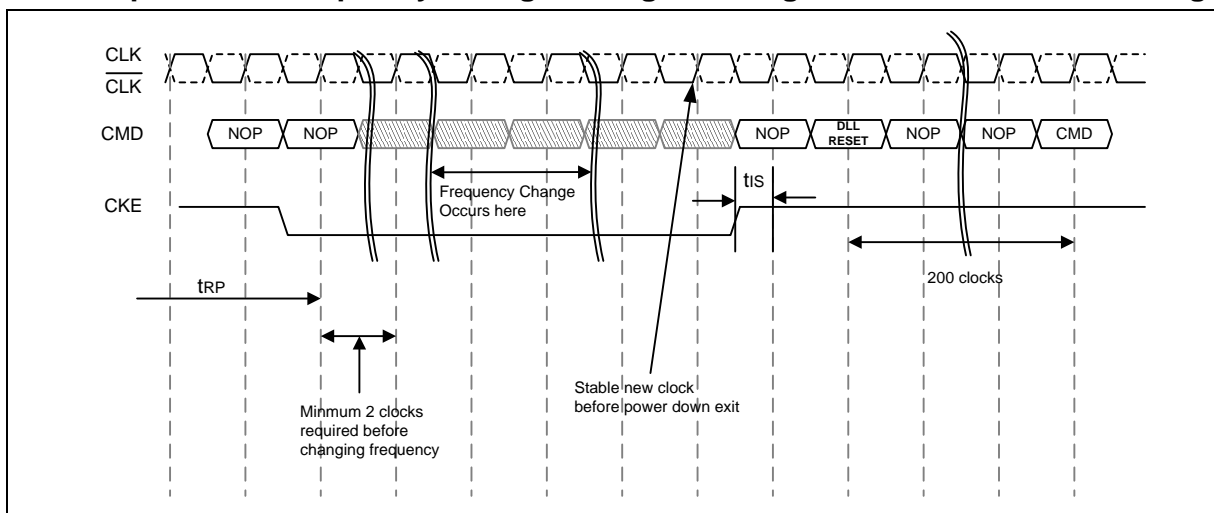 CLK
CLK
CMD
NOP
NOP
NOP
DLL
RESET
NOP
NOP
CMD
CKE
Frequency Change
Occurs here
tIS
200 clocks
tRP
Minmum 2 clocks
required before
changing frequency
Stable new clock
before power down exit